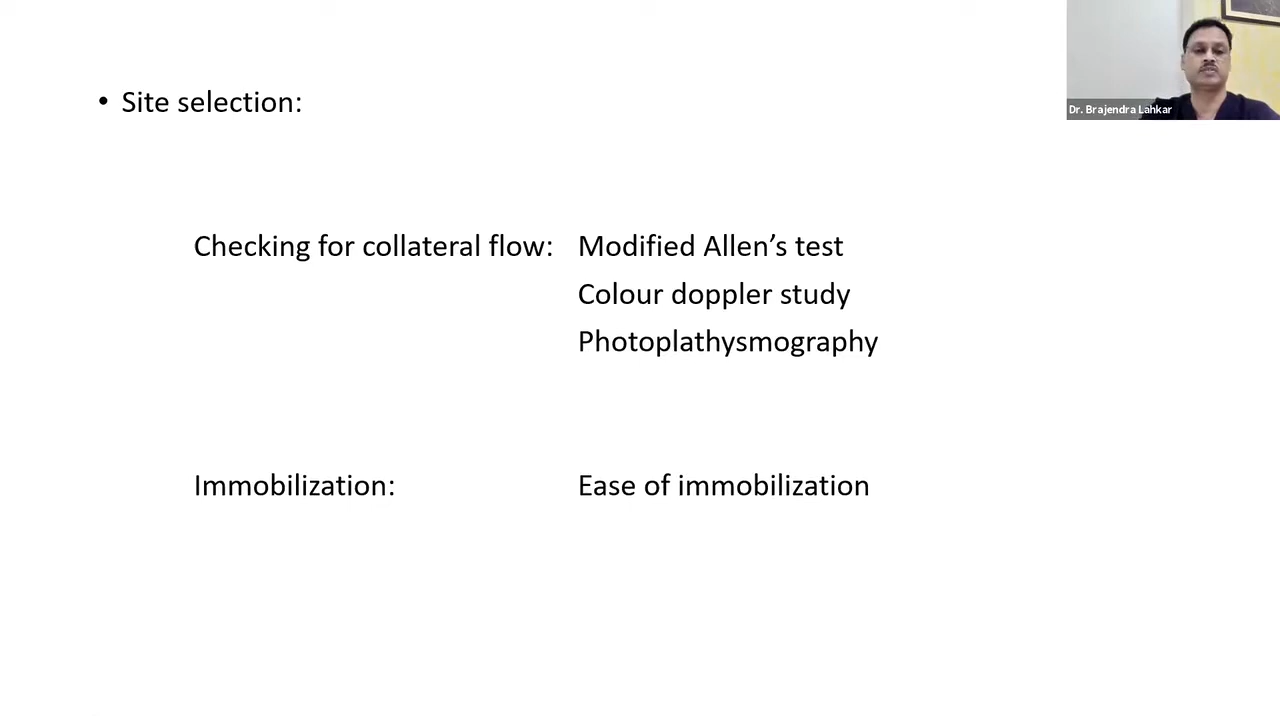 • Site selection:
Dr. Brajendra Lahkar
Checking for collateral flow: Modified Allen’s test
Colour doppler study
Photoplathysmography
Immobilization: Ease of immobilization